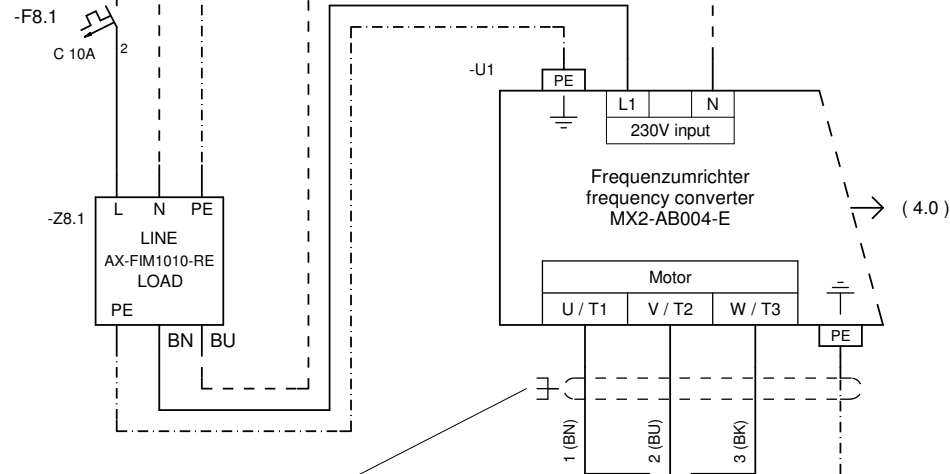 -F8.1
C 10A
2
-Z8.1
L N PE
LINE
AX-FIM1010-RE
LOAD
PE
BN BU
-U1
PE
L1 N
230V input
Frequenzumrichter
frequency converter
MX2-AB004-E
( 4.0 )
Motor
U / T1 V / T2 W / T3
PE
1 (BN)
2 (BU)
3 (BK)